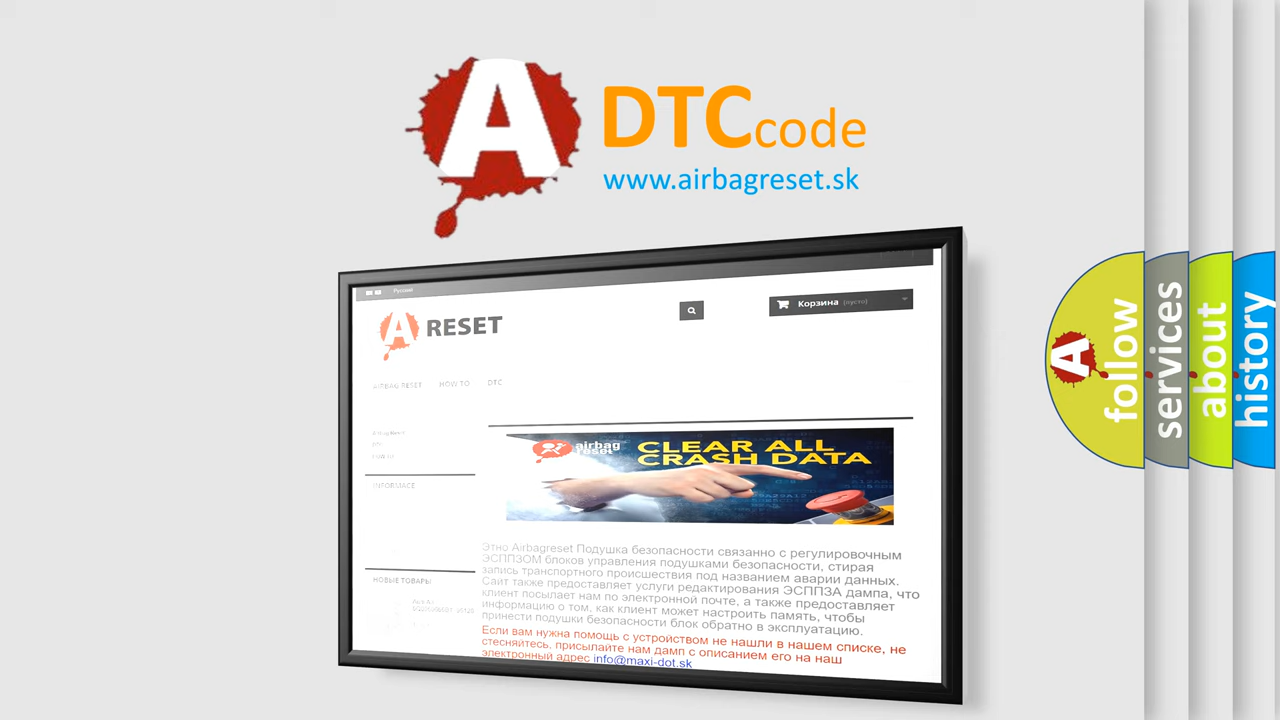 A
DTCcode
www.airbagreset.sk
Русский
A RESET
Корзина (пусто)
AIRBAG RESET HOW TO DTC
Airbag Reset
DTC
INFORMACE
airbag
reset
CLEAR ALL
CRASH DATA
Этно Airbagreset Подушка безопасности связанно с регулировочным
ЭСППЗОМ блоков управления подушками безопасности, стирая
запись транспортного происшествия под названием аварии данных.
Сайт также предоставляет услуги редактирования ЭСППЗА дампа, что
клиент посылает нам по электронной почте, а также предоставляет
информацию о том, как клиент может настроить память, чтобы
принести подушки безопасности блок обратно в эксплуатацию.
Если вам нужна помощь с устройством не нашли в нашем списке, не
стесняйтесь, присылайте нам дамп с описанием его на наш
электронный адрес info@maxi-dot.sk
НОВЫЕ ТОВАРЫ
A
follow
services
about
history